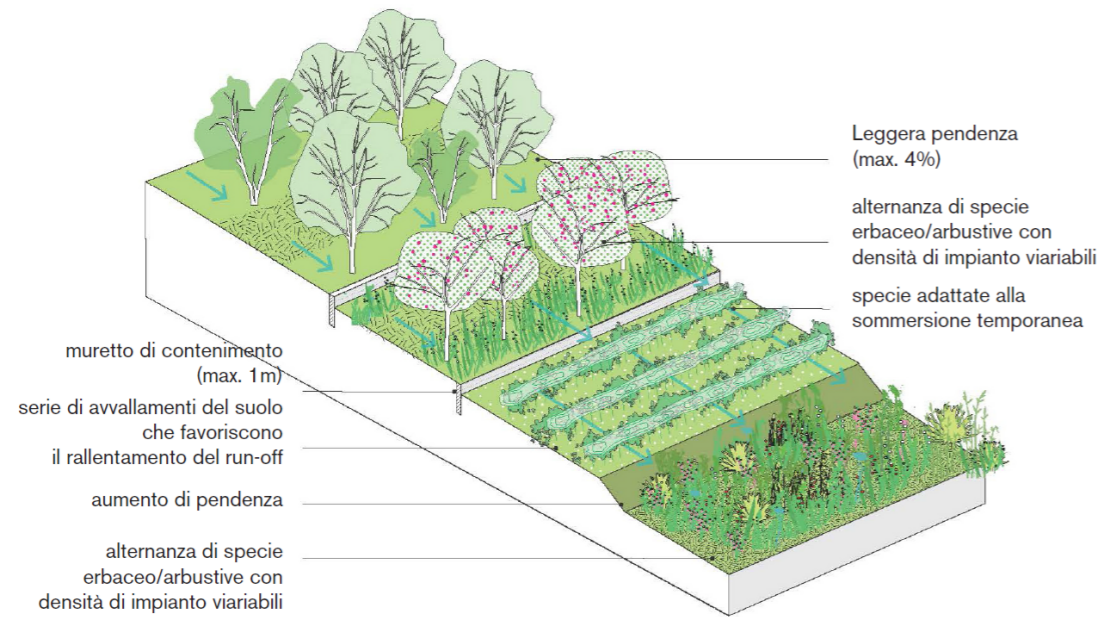 Leggera pendenza
(max. 4%)
alternanza di specie
erbaceo/arbustive con
densità di impianto viariabili
specie adattate alla
sommersione temporanea
muretto di contenimento
(max. 1m)
serie di avvallamenti del suolo
che favoriscono
il rallentamento del run-off
aumento di pendenza
alternanza di specie
erbaceo/arbustive con
densità di impianto viariabili